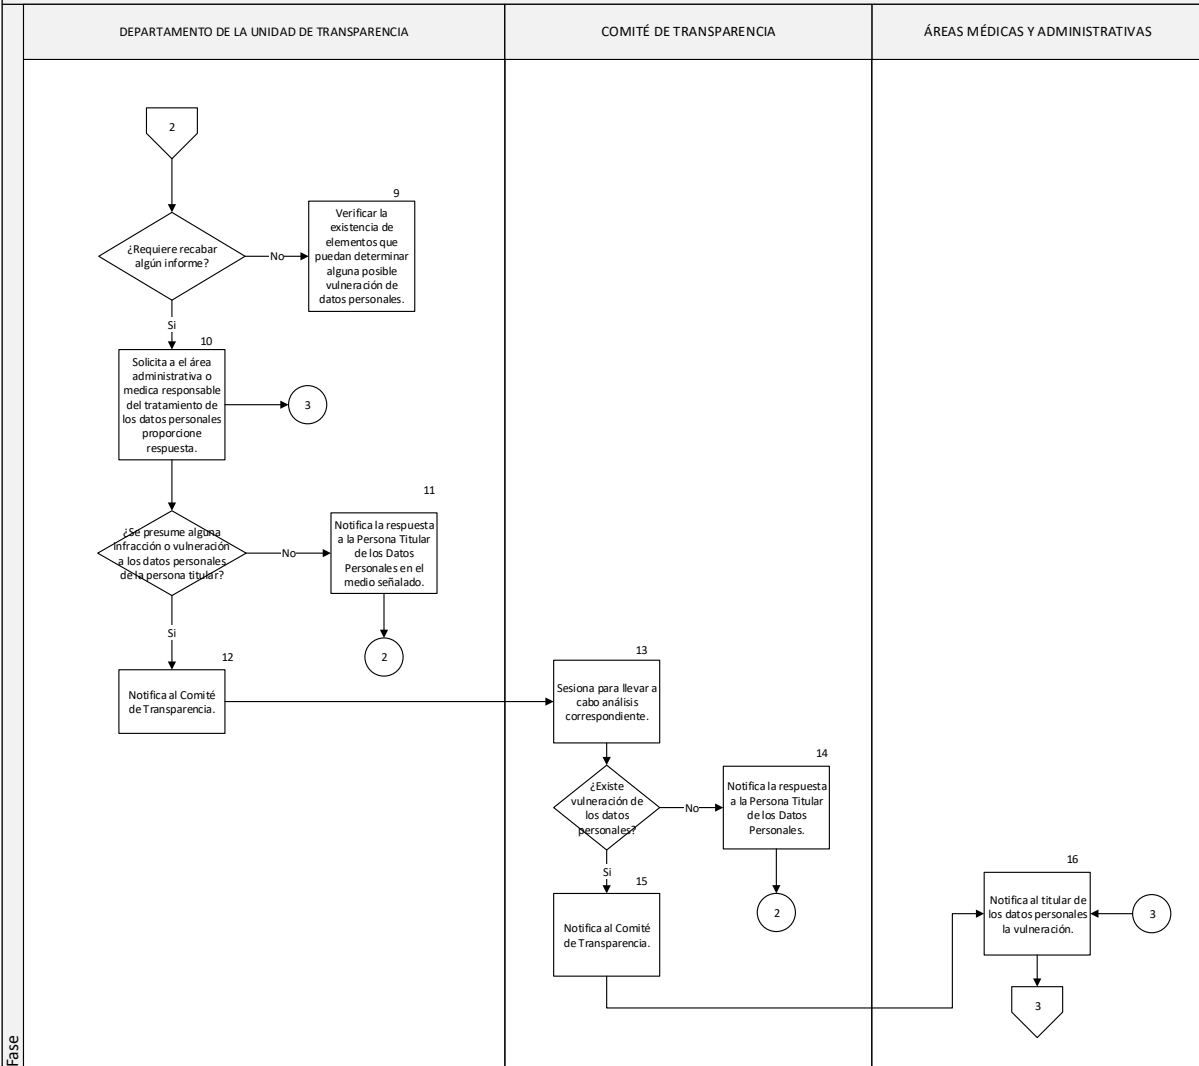 DEPARTAMENTO DE LA UNIDAD DE TRANSPARENCIA
COMITÉ DE TRANSPARENCIA
ÁREAS MÉDICAS Y ADMINISTRATIVAS
2
¿Requiere recabar
algún informe?
No
9
Verificar la
existencia de
elementos que
puedan determinar
alguna posible
vulneración de
datos personales.
Si
10
Solicita a el área
administrativa o
medica responsable
del tratamiento de
los datos personales
proporcione
respuesta.
3
¿Se presume alguna
infracción o vulneración
a los datos personales
de la persona titular?
No
11
Notifica la respuesta
a la Persona Titular
de los Datos
Personales en el
medio señalado.
2
Si
12
Notifica al Comité
de Transparencia.
13
Sesiona para llevar a
cabo análisis
correspondiente.
¿Existe
vulneración de
los datos
personales?
No
14
Notifica la respuesta
a la Persona Titular
de los Datos
Personales.
2
Si
15
Notifica al Comité
de Transparencia.
16
Notifica al titular de
los datos personales
la vulneración.
3
3
Fase